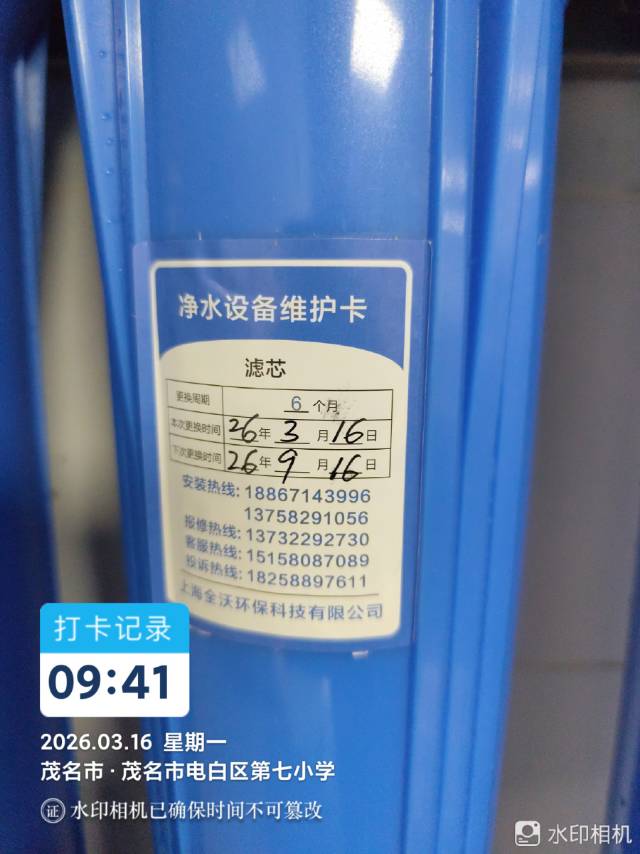 净水设备维护卡
滤芯
更换周期 6 个月
本次更换时间 26年 3 月16日
下次更换时间 26年 9 月16日
安装热线: 18867143996
13758291056
报修热线: 13732292730
客服热线: 15158087089
投诉热线: 18258897611
上海全沃环保科技有限公司
打卡记录
09:41
2026.03.16 星期一
茂名市·茂名市电白区第七小学
证 水印相机已确保时间不可篡改
水印相机